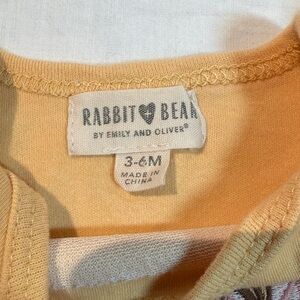 RABBIT BEAR
BY EMILY AND OLIVER®
3-6M
MADE IN
CHINA